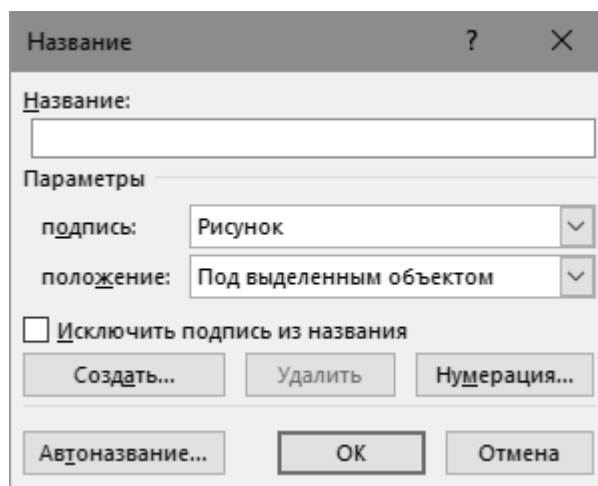 Название ? ×
Название:
Параметры
подпись: Рисунок
положение: Под выделенным объектом
Исключить подпись из названия
Создать... Удалить Нумерация...
Автоназвание... ОК Отмена